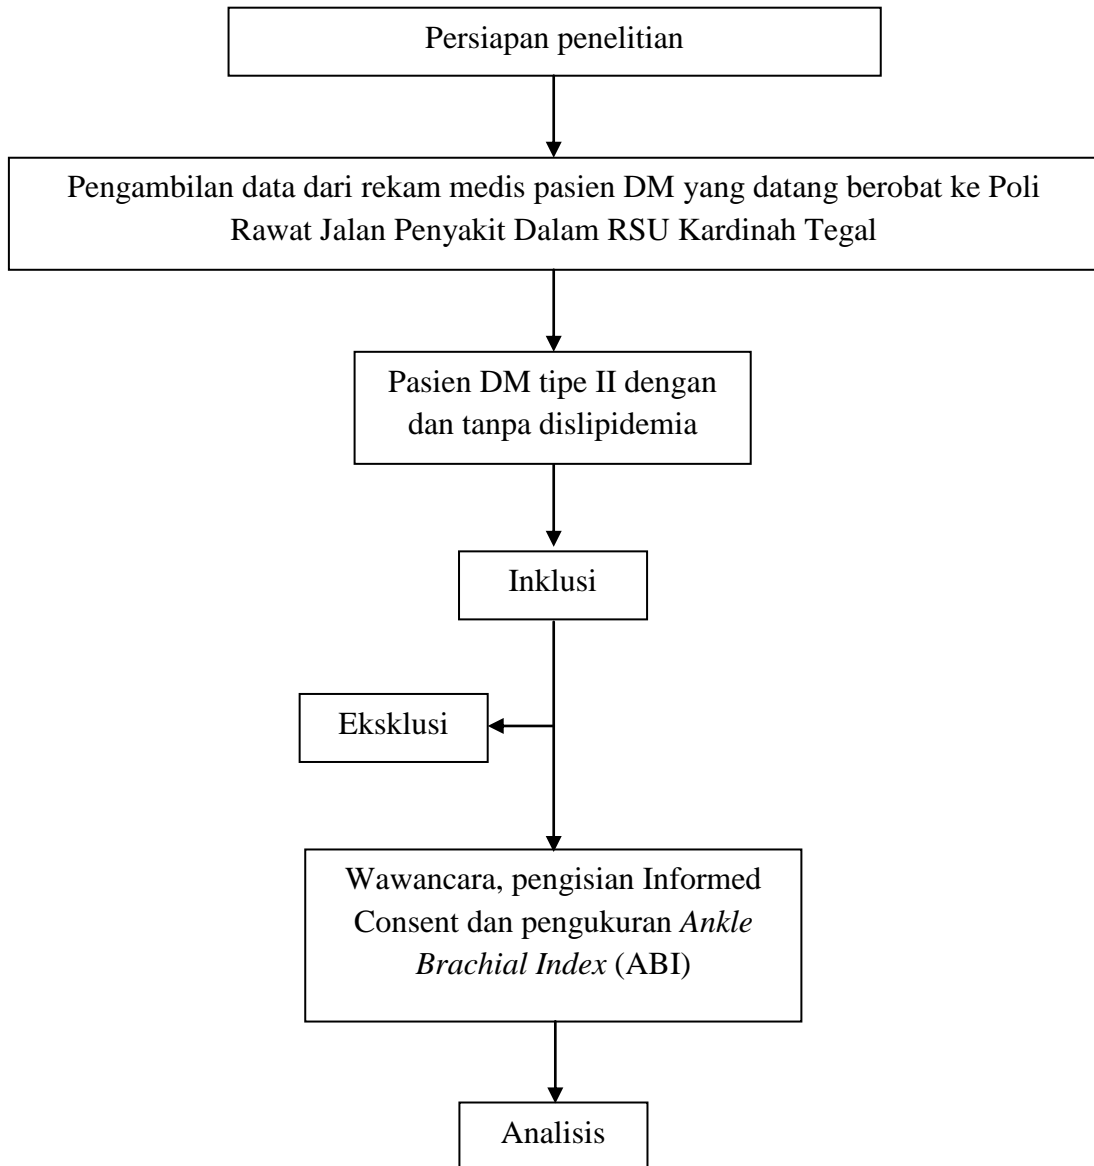 Persiapan penelitian
Pengambilan data dari rekam medis pasien DM yang datang berobat ke Poli
Rawat Jalan Penyakit Dalam RSU Kardinah Tegal
Pasien DM tipe II dengan
dan tanpa dislipidemia
Inklusi
Eksklusi
Wawancara, pengisian Informed
Consent dan pengukuran Ankle
Brachial Index (ABI)
Analisis